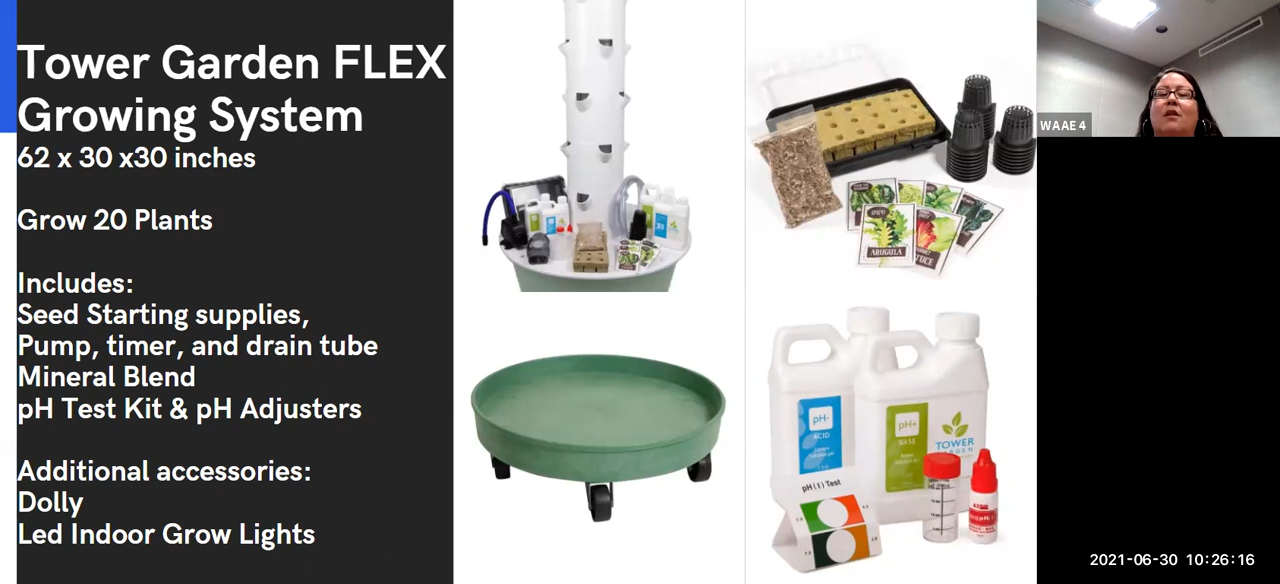 Tower Garden FLEX
Growing System
62 x 30 x30 inches
Grow 20 Plants
Includes:
Seed Starting supplies,
Pump, timer, and drain tube
Mineral Blend
pH Test Kit & pH Adjusters
Additional accessories:
Dolly
Led Indoor Grow Lights
ARUGULA
pH-
ACID
pH+
BASE
TOWER
GARDEN
pH(1) Test
WAAE 4
2021-06-30 10:26:16